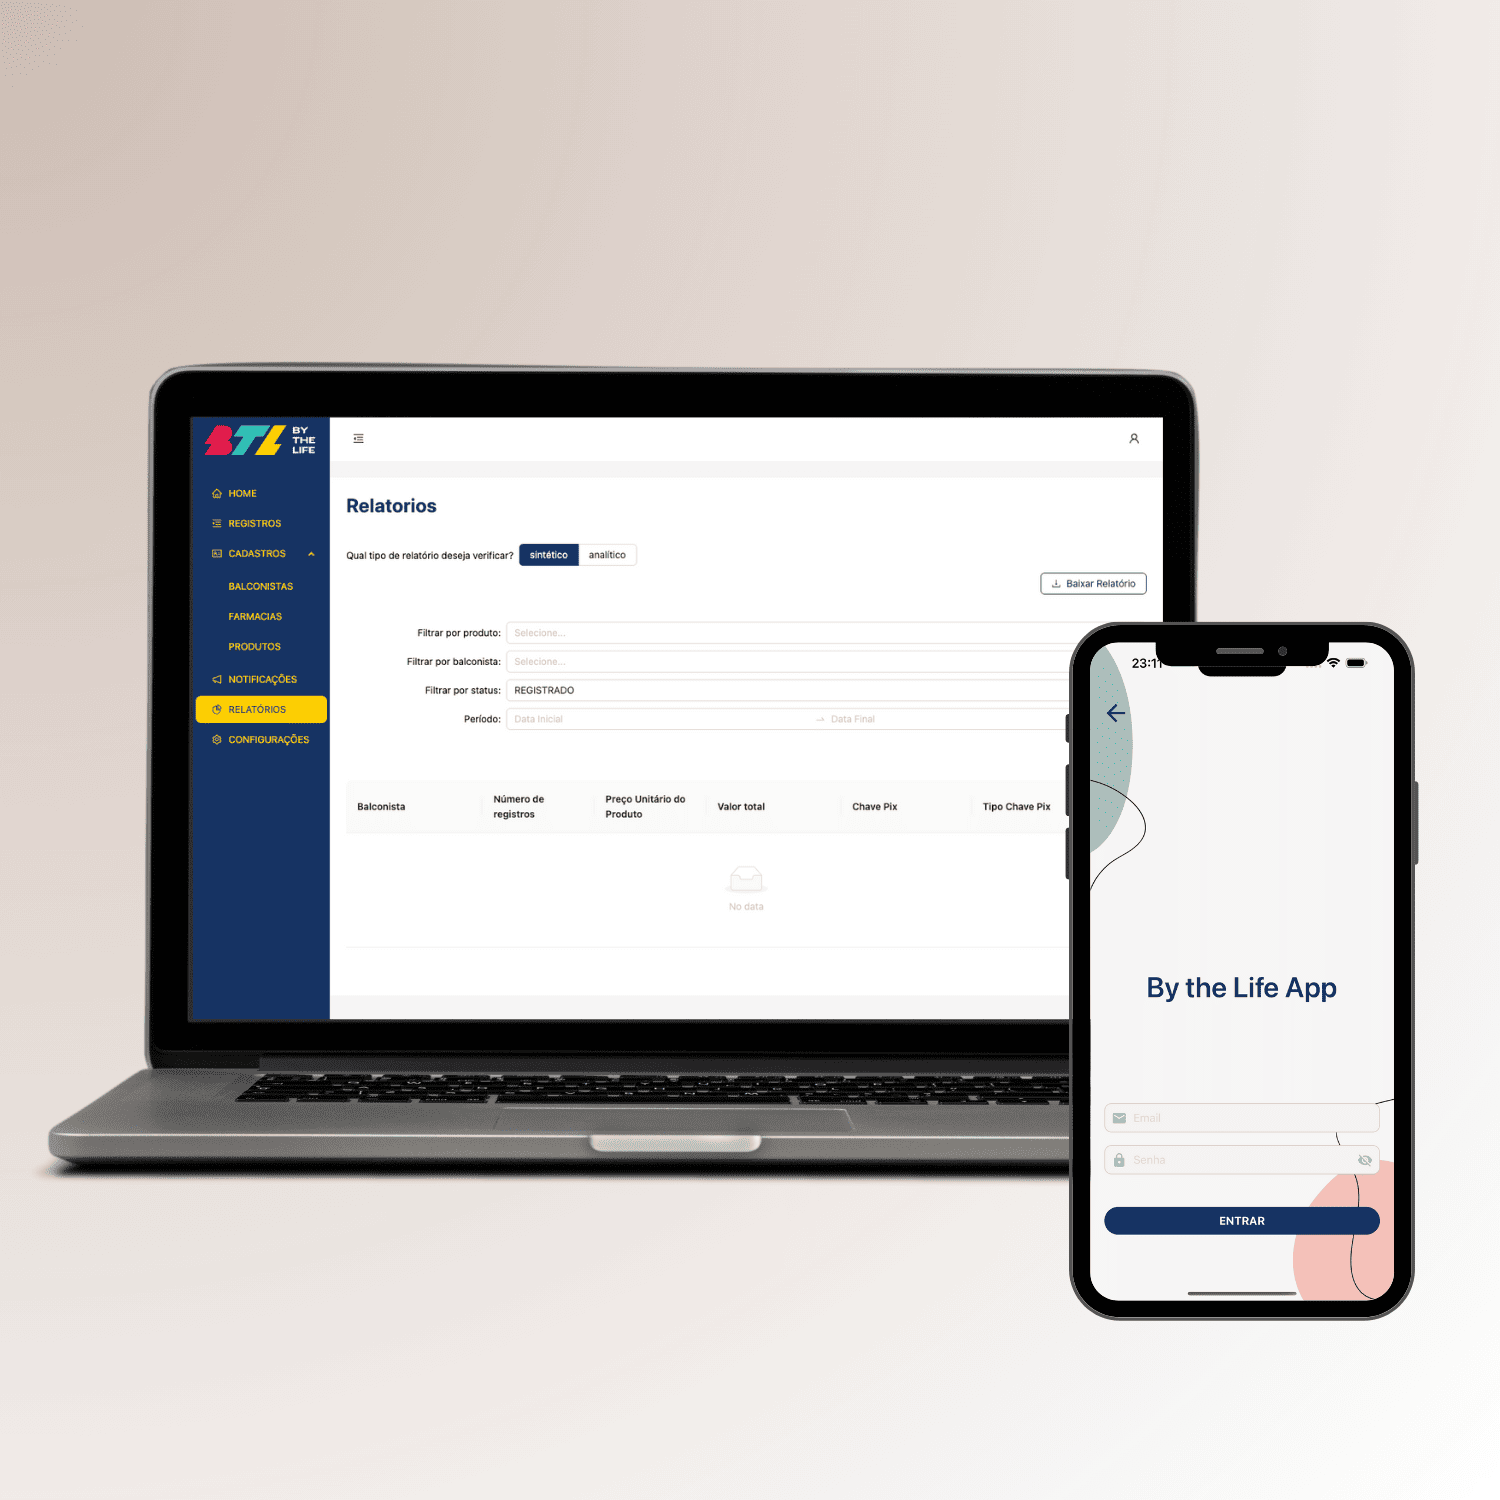 BTL BY
THE
LIFE
HOME
REGISTROS
CADASTROS
BALCONISTAS
FARMACIAS
PRODUTOS
NOTIFICAÇÕES
RELATÓRIOS
CONFIGURAÇÕES
Relatorios
Qual tipo de relatório deseja verificar? sintético analítico
Baixar Relatório
Filtrar por produto: Selecione...
Filtrar por balconista: Selecione...
Filtrar por status: REGISTRADO
Período: Data Inicial → Data Final
Balconista
Número de
registros
Preço Unitário do
Produto
Valor total
Chave Pix
Tipo Chave Pix
No data
23:11
By the Life App
Email
Senha
ENTRAR